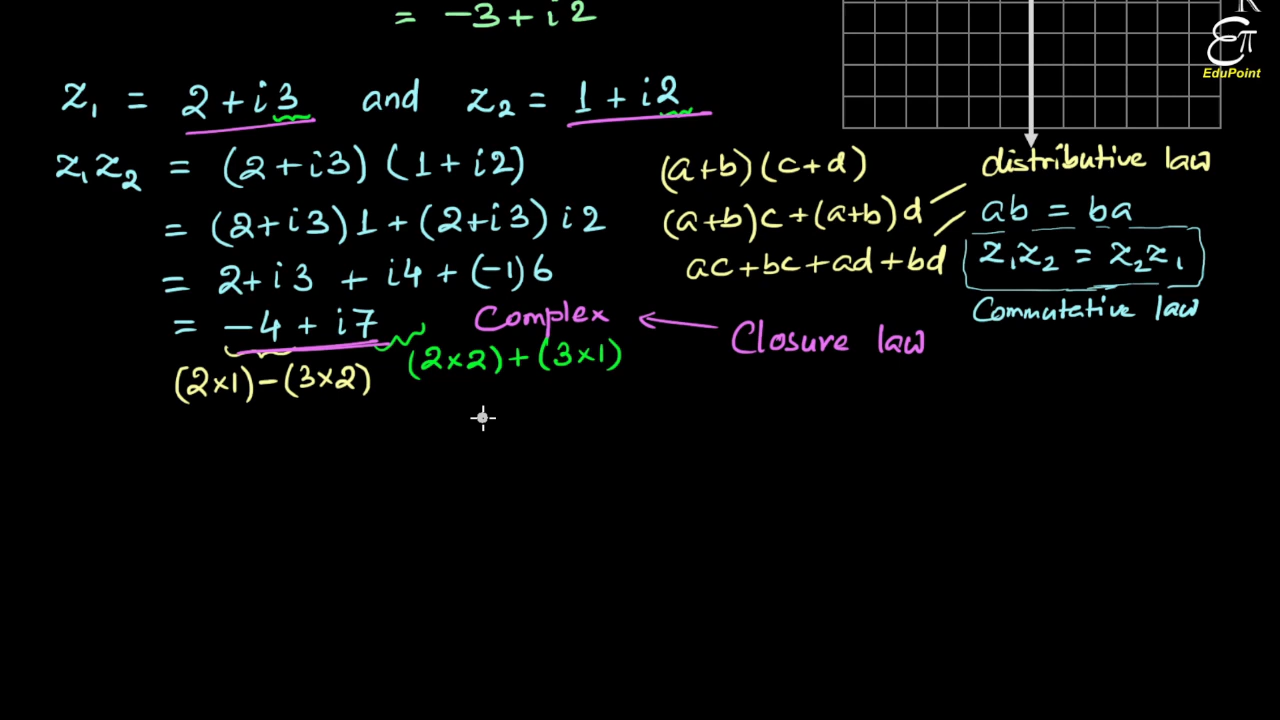 = -3 + i2
R
επ
EduPoint
z₁ = 2 + i3 and z₂ = 1 + i2
z₁z₂ = (2 + i3) (1 + i2)
= (2+i3) 1 + (2+i3) i2
= 2+i3 + i4 + (-1)6
= -4 + i7
(2×1) - (3×2)
(2×2) + (3×1)
Complex
Closure law
(a+b) (c+d)
(a+b)c + (a+b)d
ac + bc + ad + bd
distributive law
ab = ba
z₁z₂ = z₂z₁
Commutative law